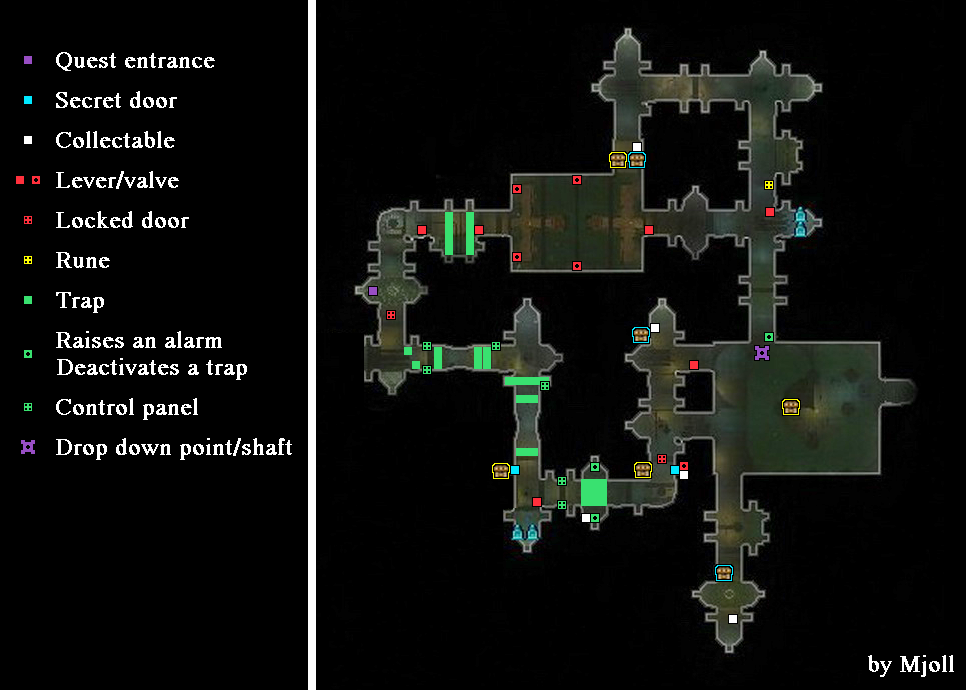 Quest entrance
Secret door
Collectable
Lever/valve
Locked door
Rune
Trap
Raises an alarm
Deactivates a trap
Control panel
Drop down point/shaft
by Mjoll